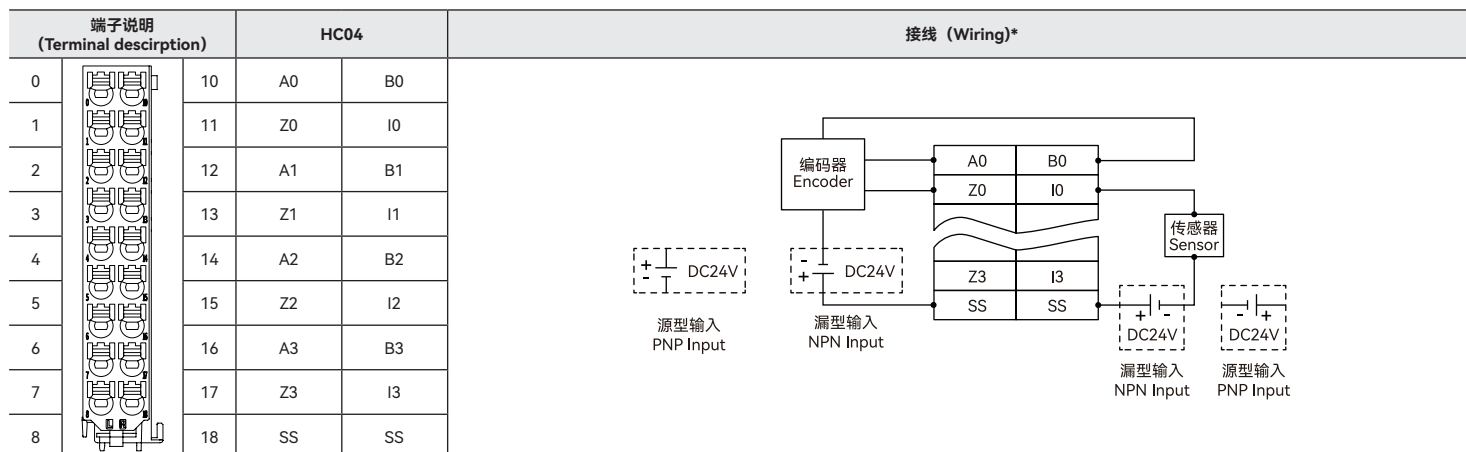 端子说明
(Terminal descirption)
HC04
接线 (Wiring)*
0 10 A0 B0
1 11 Z0 I0
2 12 A1 B1
3 13 Z1 I1
4 14 A2 B2
5 15 Z2 I2
6 16 A3 B3
7 17 Z3 I3
8 18 SS SS
编码器
Encoder
A0 B0
Z0 I0
Z3 I3
SS SS
传感器
Sensor
+
-
DC24V
源型输入
PNP Input
-
+
DC24V
漏型输入
NPN Input
+ -
DC24V
漏型输入
NPN Input
- +
DC24V
源型输入
PNP Input